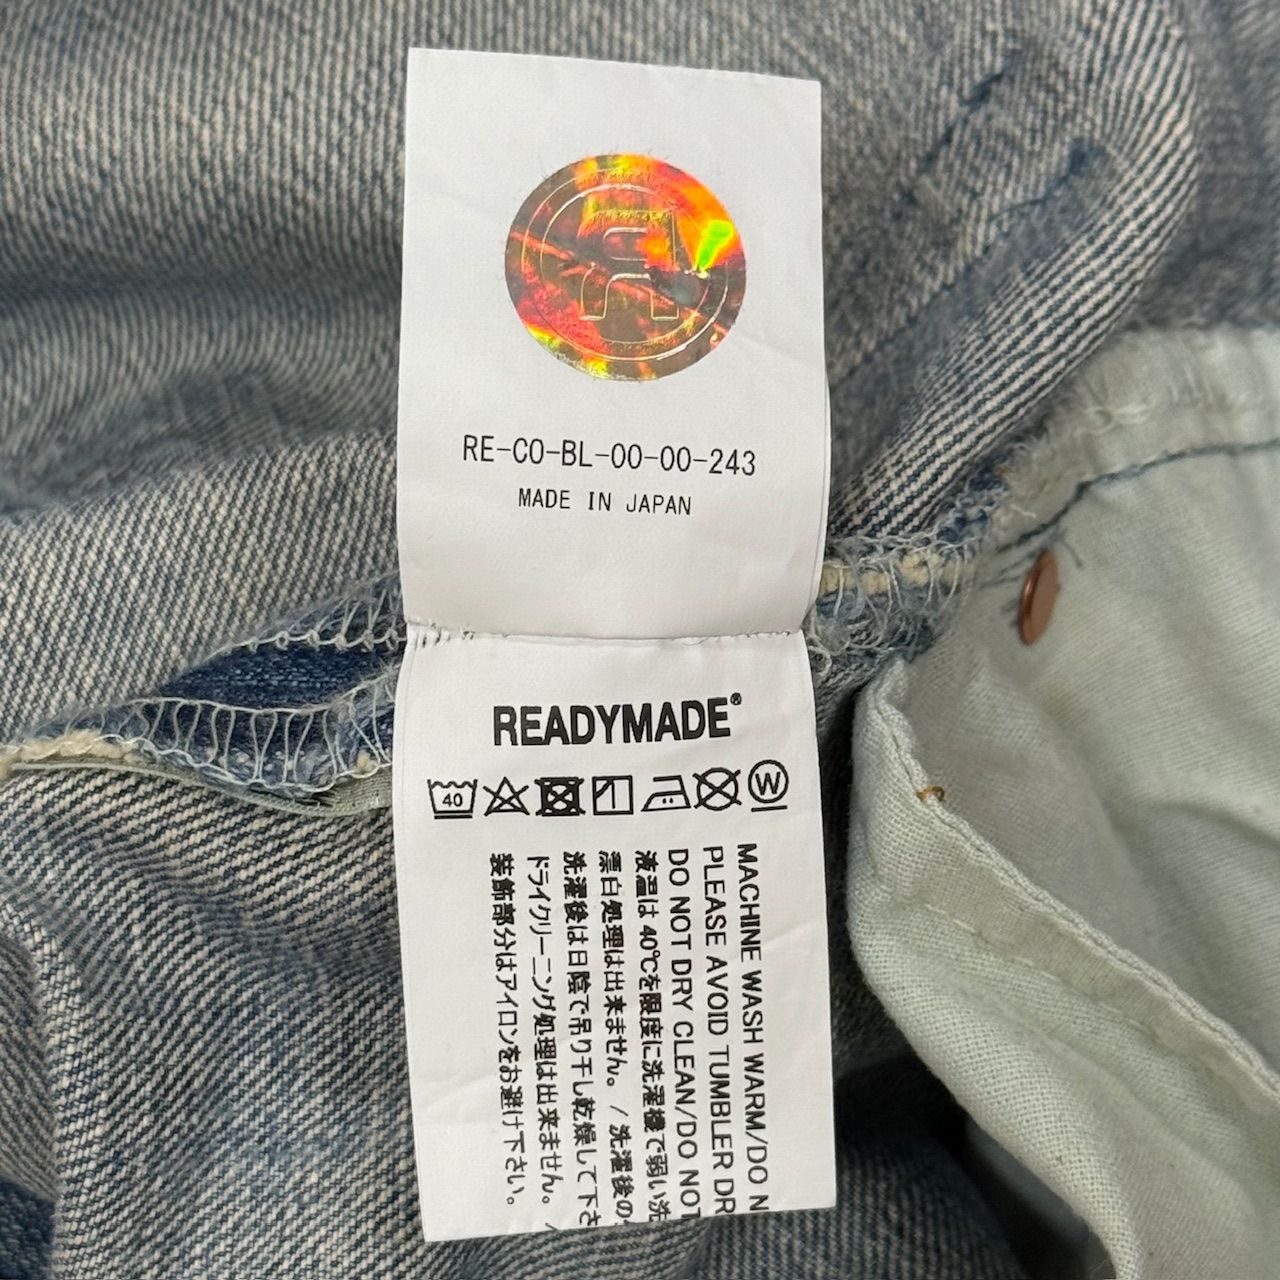 R
RE-CO-BL-00-00-243
MADE IN JAPAN
READYMADE®
40
W
MACHINE WASH WARM/DO N
PLEASE AVOID TUMBLER DR
DO NOT DRY CLEAN/DO NOT
液温は 40℃を限度に洗濯機で弱い洗
漂白処理は出来ません。/ 洗濯後の
洗濯後は日陰で吊り干し乾燥して下さ
ドライクリーニング処理は出来ません。/
装飾部分はアイロンをお避け下さい。